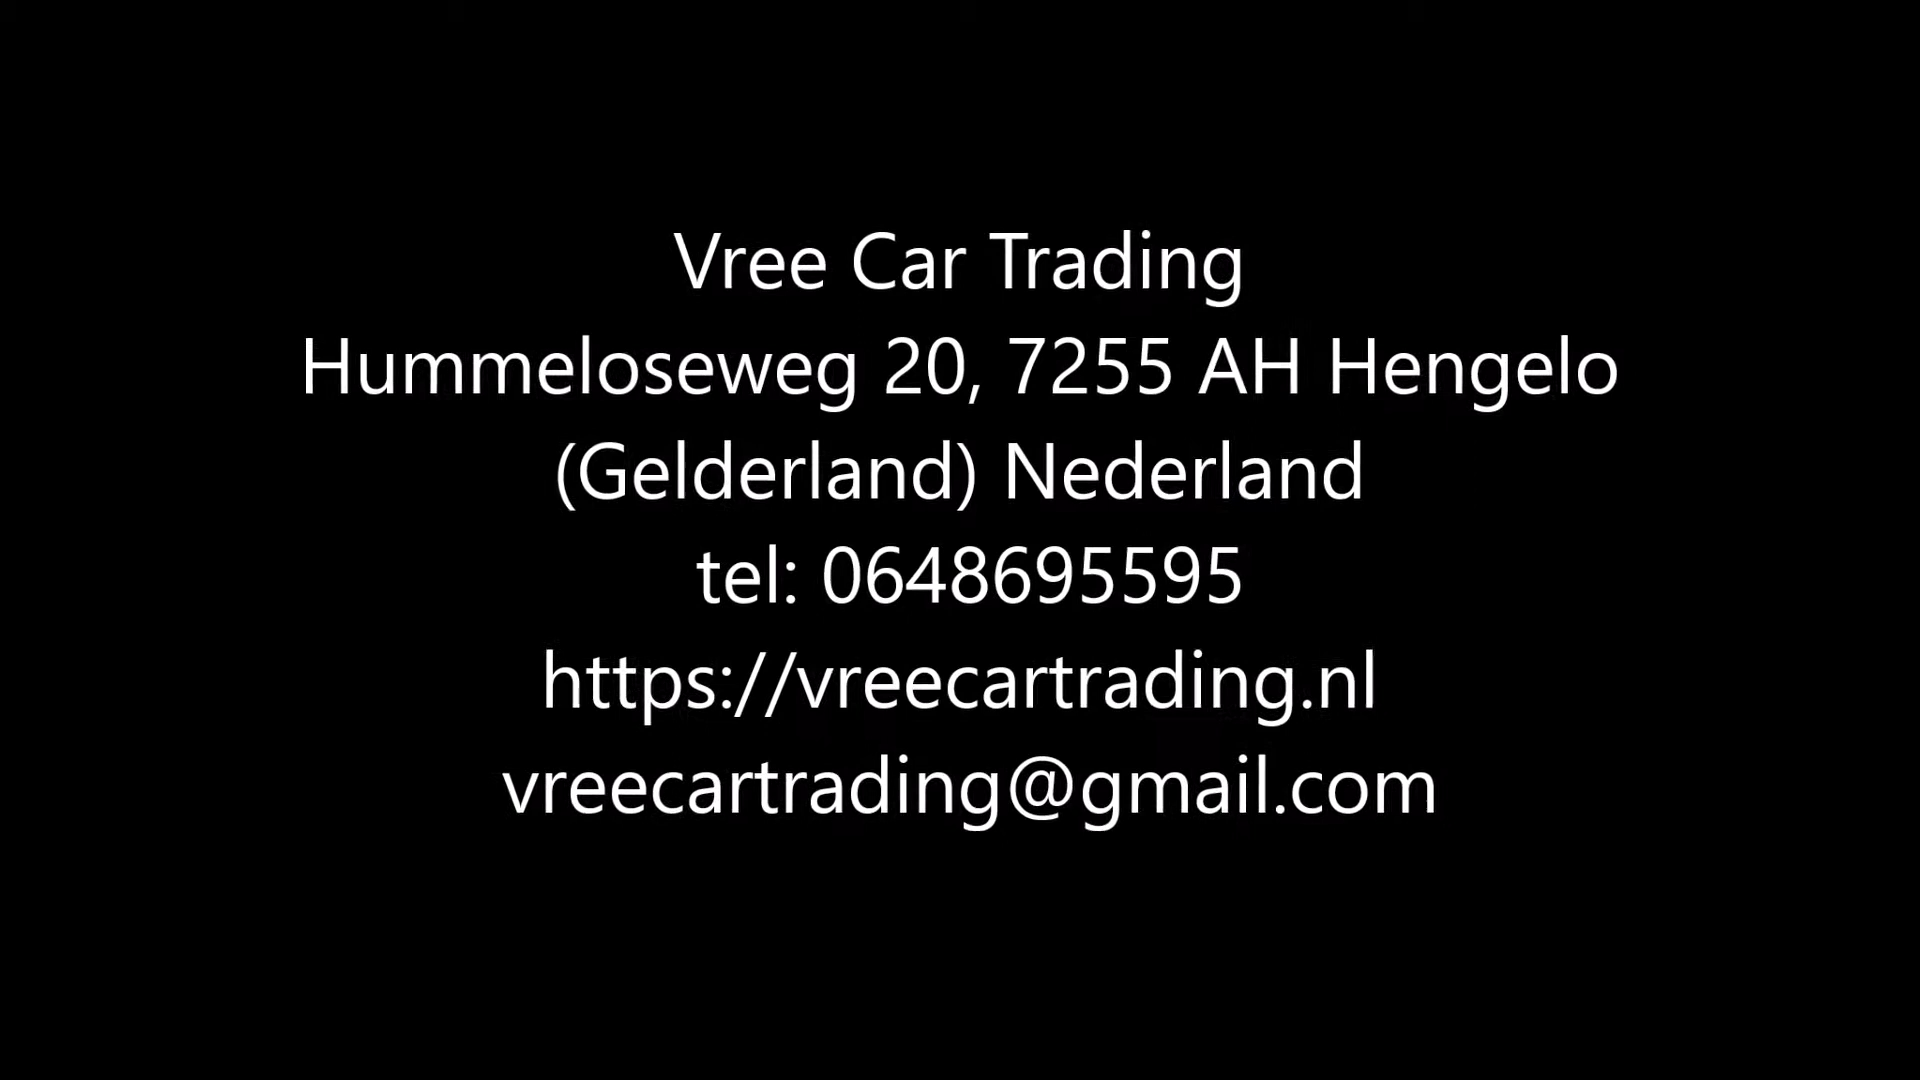 Vree Car Trading
Hummeloseweg 20, 7255 AH Hengelo
(Gelderland) Nederland
tel: 0648695595
https://vreecartrading.nl
vreecartrading@gmail.com